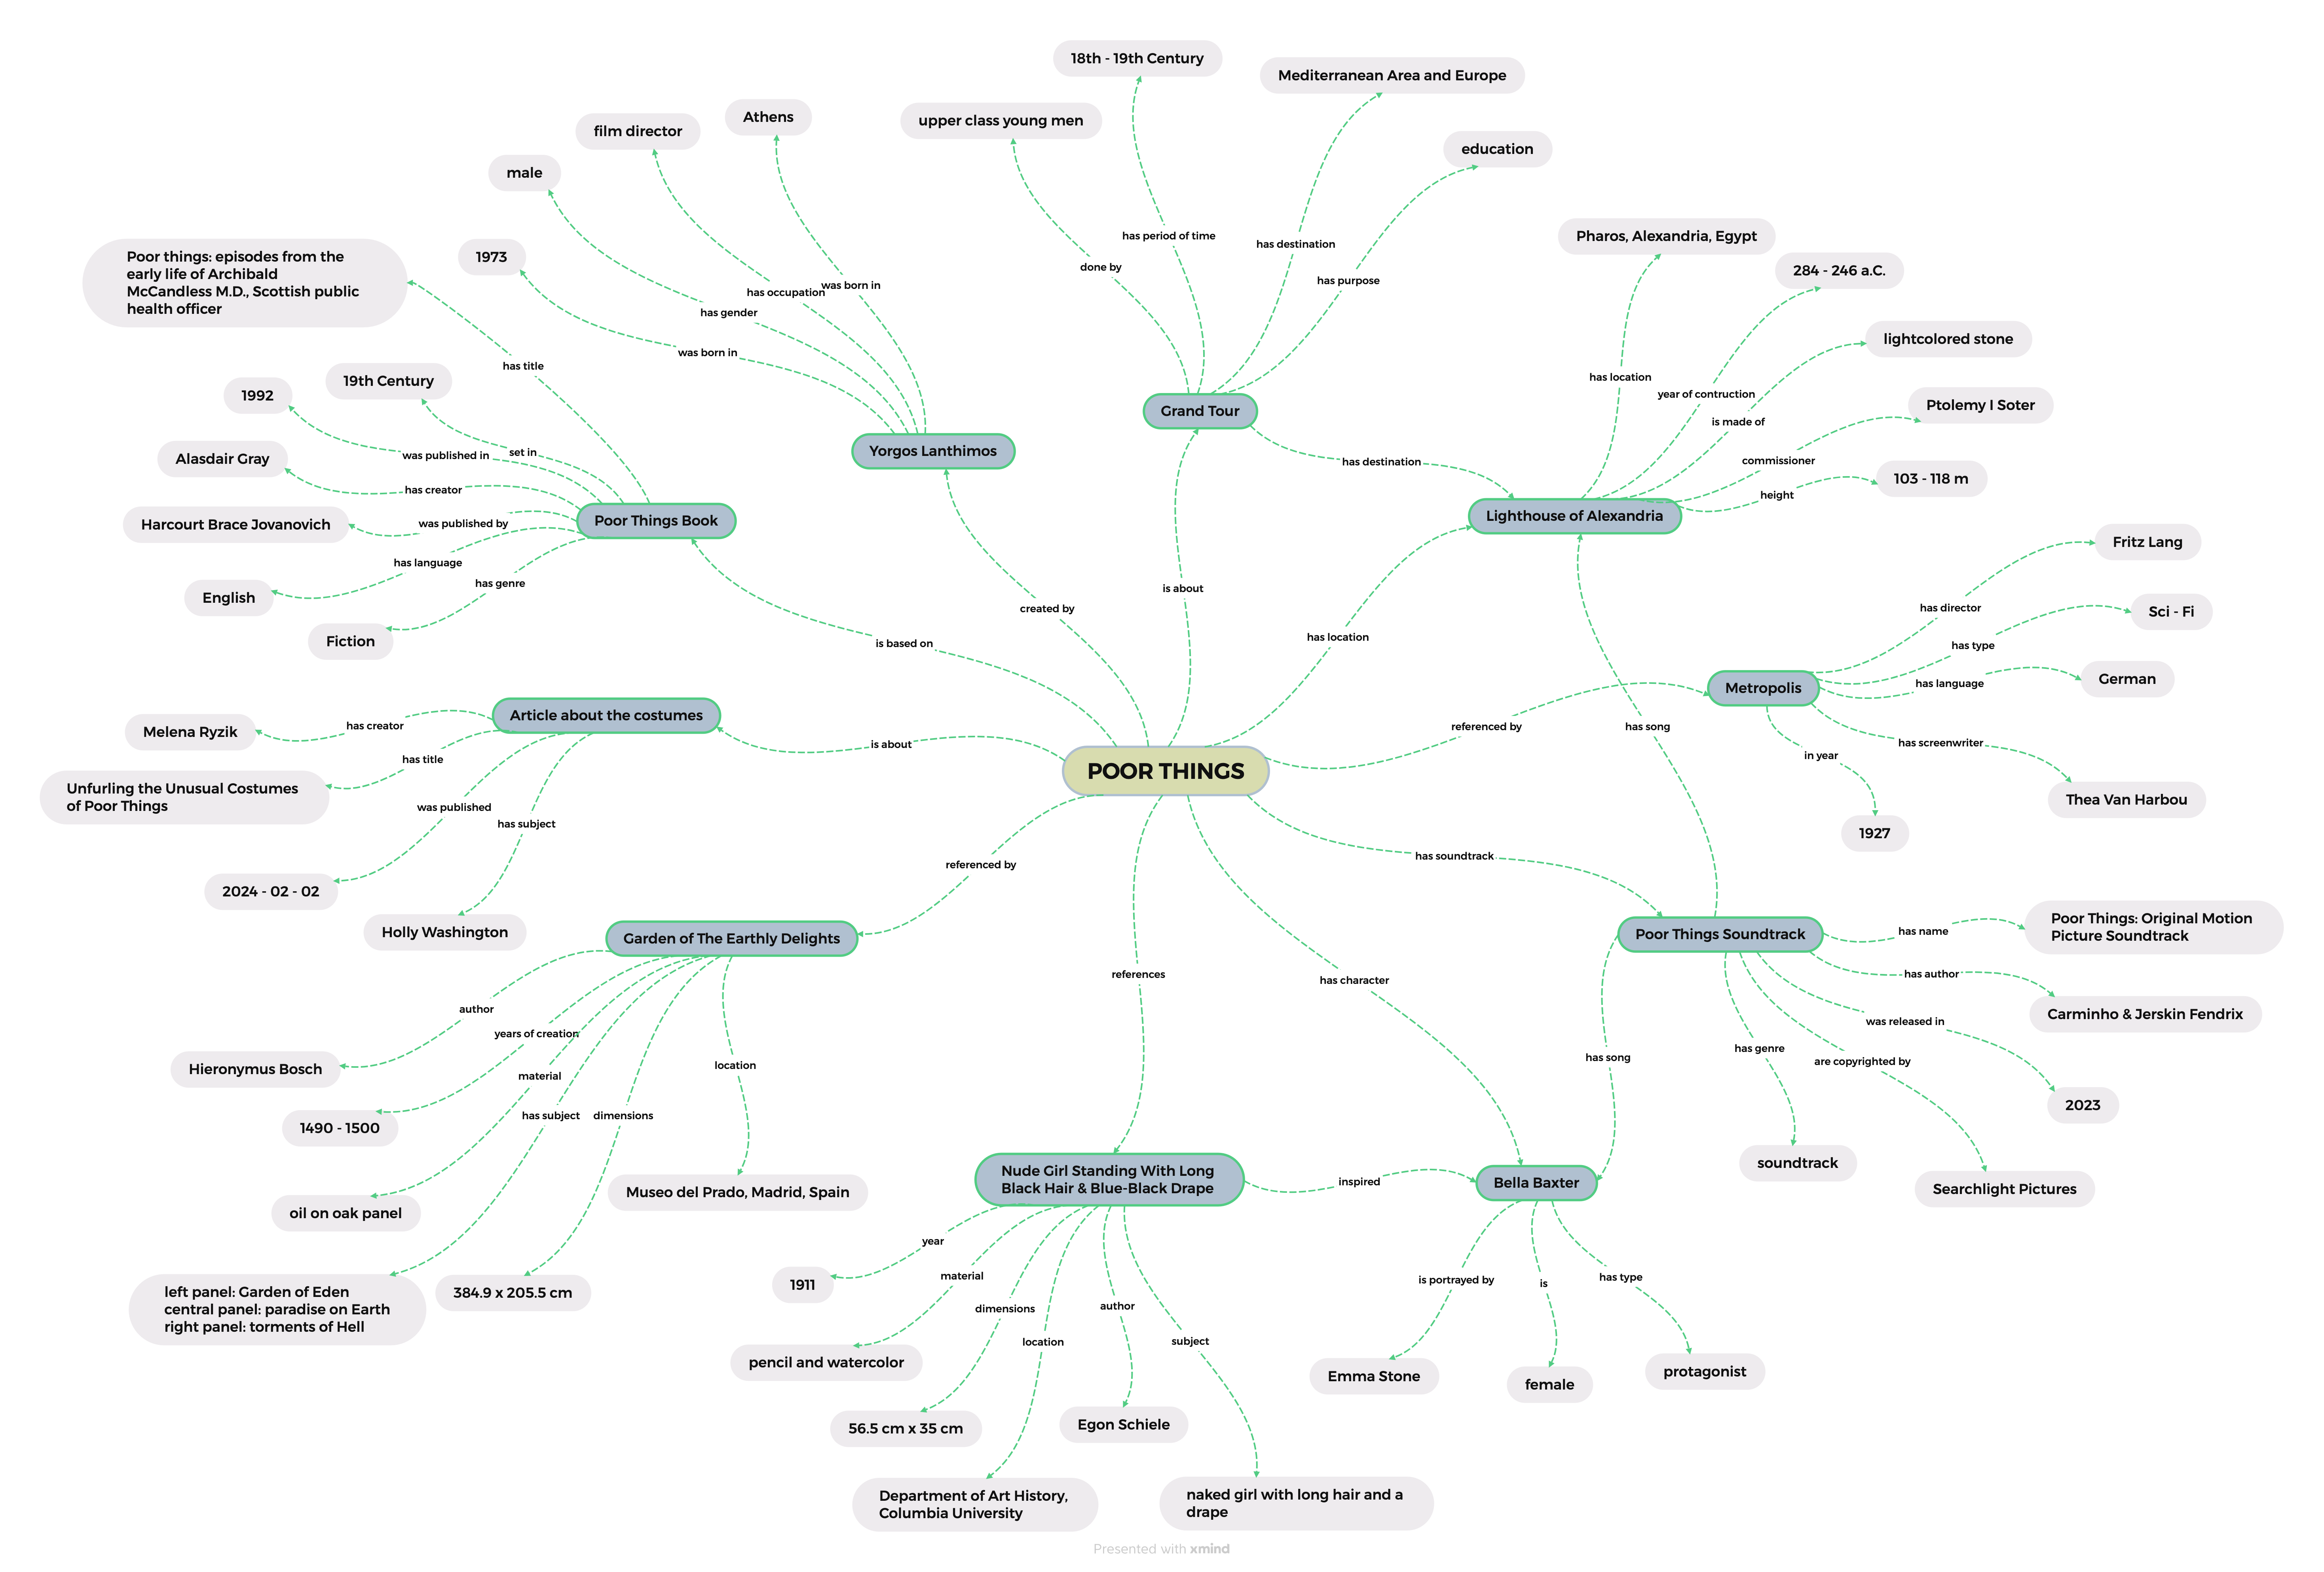 18th - 19th Century
Mediterranean Area and Europe
upper class young men
education
has period of time
has destination
done by
has purpose
Grand Tour
has destination
Athens
film director
male
1973
was born in
has occupation
has gender
was born in
Yorgos Lanthimos
Pharos, Alexandria, Egypt
284 - 246 a.C.
lightcolored stone
Ptolemy I Soter
103 - 118 m
has location
year of contruction
is made of
commissioner
height
Lighthouse of Alexandria
Poor things: episodes from the
early life of Archibald
McCandless M.D., Scottish public
health officer
has title
19th Century
1992
set in
was published in
Alasdair Gray
has creator
Harcourt Brace Jovanovich
was published by
Poor Things Book
has language
English
has genre
Fiction
is about
created by
is based on
has location
Fritz Lang
has director
Sci - Fi
has type
German
has language
Metropolis
has screenwriter
Thea Van Harbou
in year
1927
referenced by
has song
Article about the costumes
is about
Melena Ryzik
has creator
has title
Unfurling the Unusual Costumes
of Poor Things
was published
has subject
2024 - 02 - 02
Holly Washington
POOR THINGS
referenced by
has soundtrack
Garden of The Earthly Delights
author
years of creation
Hieronymus Bosch
material
location
has subject
dimensions
1490 - 1500
oil on oak panel
Museo del Prado, Madrid, Spain
left panel: Garden of Eden
central panel: paradise on Earth
right panel: torments of Hell
384.9 x 205.5 cm
references
has character
Poor Things Soundtrack
has name
Poor Things: Original Motion
Picture Soundtrack
has author
Carminho & Jerskin Fendrix
was released in
2023
has genre
are copyrighted by
has song
soundtrack
Searchlight Pictures
Nude Girl Standing With Long
Black Hair & Blue-Black Drape
inspired
Bella Baxter
year
1911
material
pencil and watercolor
dimensions
56.5 cm x 35 cm
location
Department of Art History,
Columbia University
author
Egon Schiele
subject
naked girl with long hair and a
drape
is portrayed by
is
has type
Emma Stone
female
protagonist
Presented with xmind